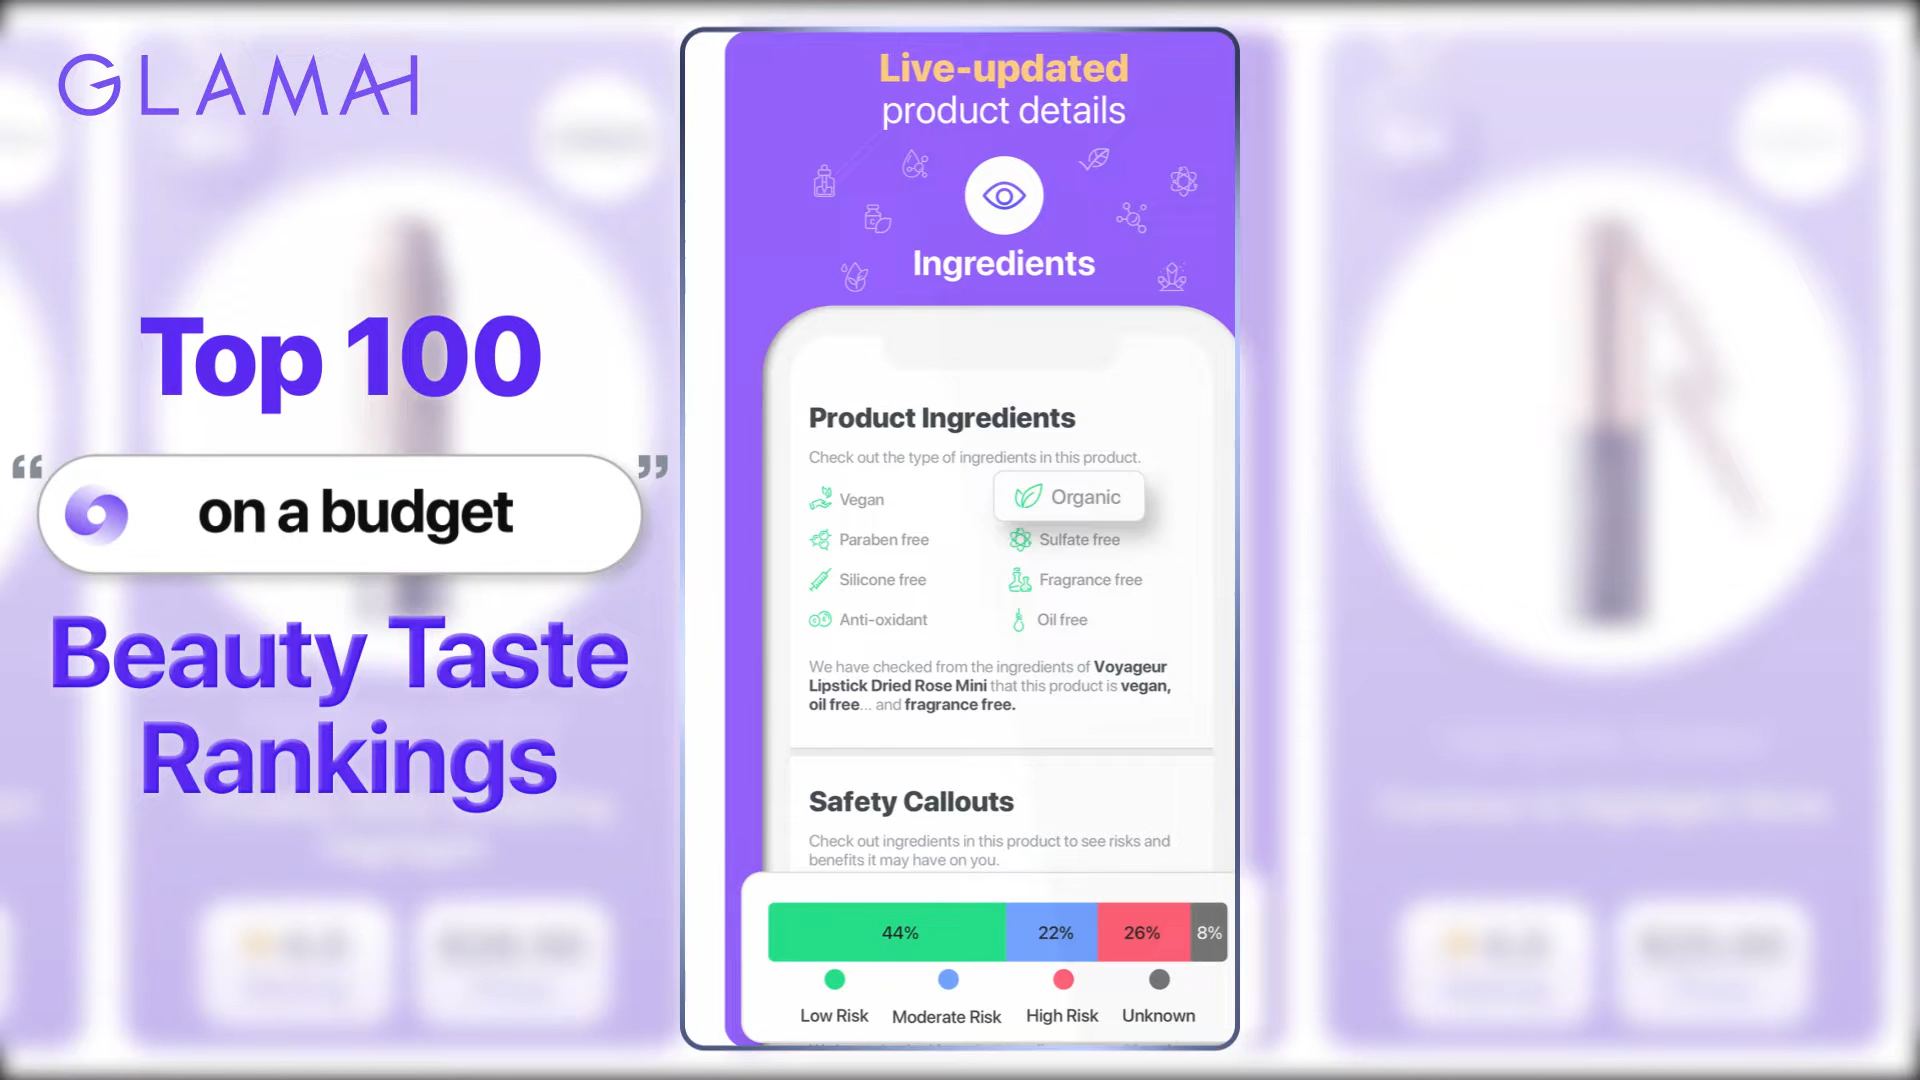 GLAMAI
Top 100
“ on a budget ”
Beauty Taste
Rankings
Live-updated
product details
Ingredients
Product Ingredients
Check out the type of ingredients in this product.
Vegan
Organic
Paraben free
Sulfate free
Silicone free
Fragrance free
Anti-oxidant
Oil free
We have checked from the ingredients of Voyageur
Lipstick Dried Rose Mini that this product is vegan,
oil free... and fragrance free.
Safety Callouts
Check out ingredients in this product to see risks and
benefits it may have on you.
44% 22% 26% 8%
Low Risk Moderate Risk High Risk Unknown